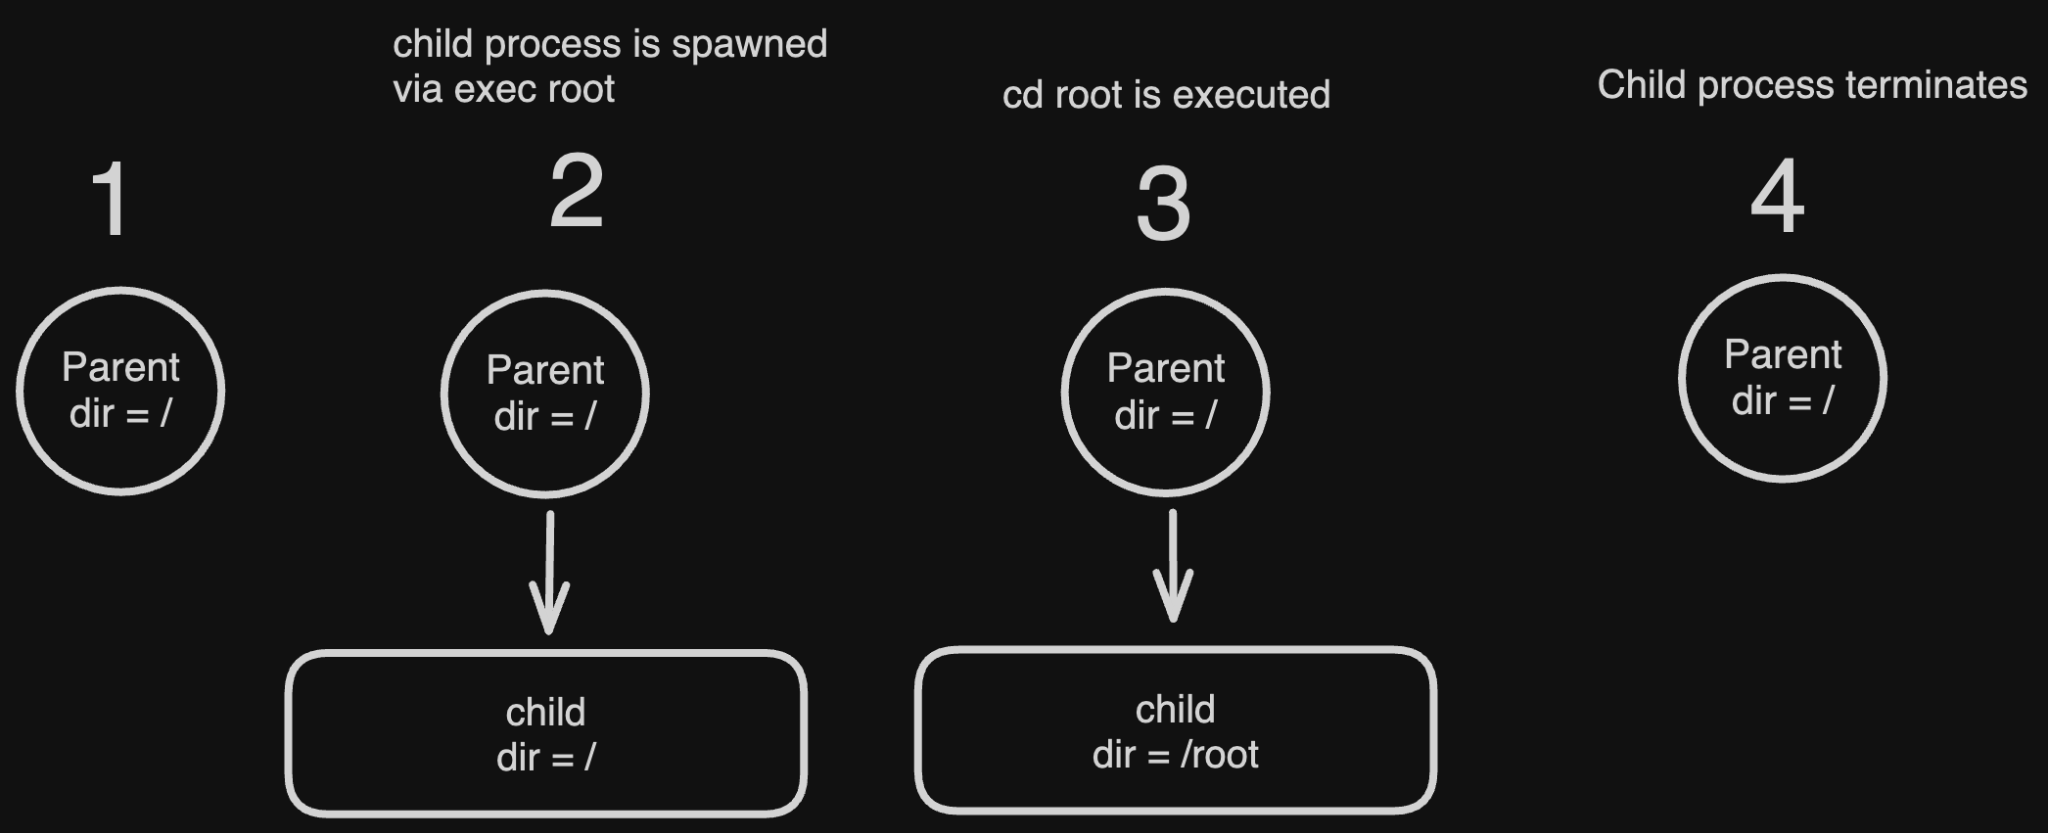 1
Parent
dir = /
child process is spawned
via exec root
2
Parent
dir = /
child
dir = /
cd root is executed
3
Parent
dir = /
child
dir = /root
Child process terminates
4
Parent
dir = /